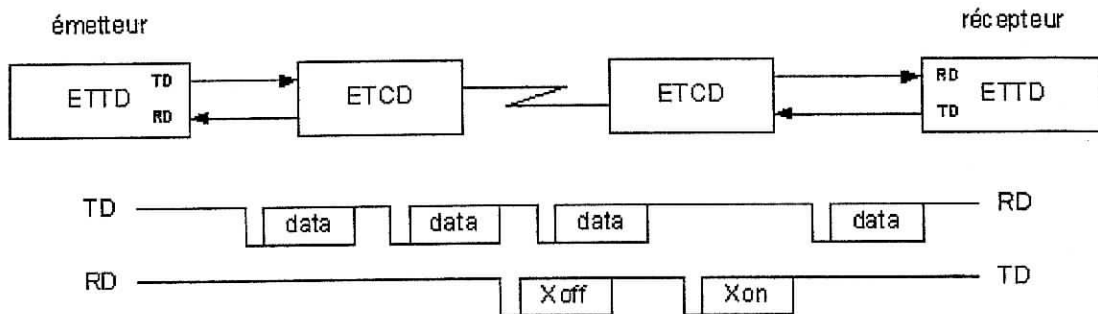 émetteur
récepteur
ETTD
TD
RD
ETCD
ETCD
RD
TD
ETTD
TD
data
data
data
data
RD
RD
Xoff
Xon
TD